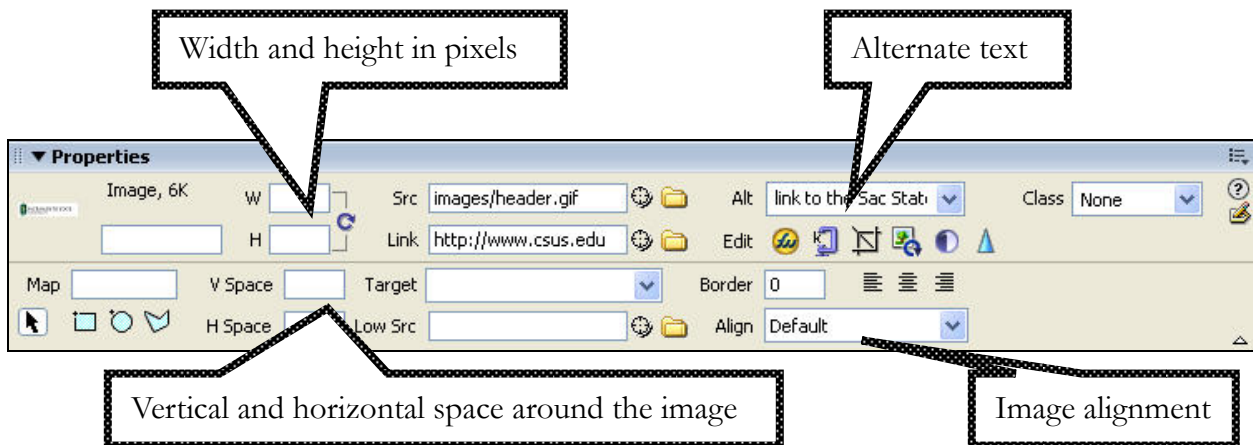 Width and height in pixels
Alternate text
Properties
Image, 6K
W
Src images/header.gif
Alt link to the Sac State
Class None
H
Link http://www.csus.edu
Edit
Map
V Space
Target
Border 0
H Space
Low Src
Align Default
Vertical and horizontal space around the image
Image alignment